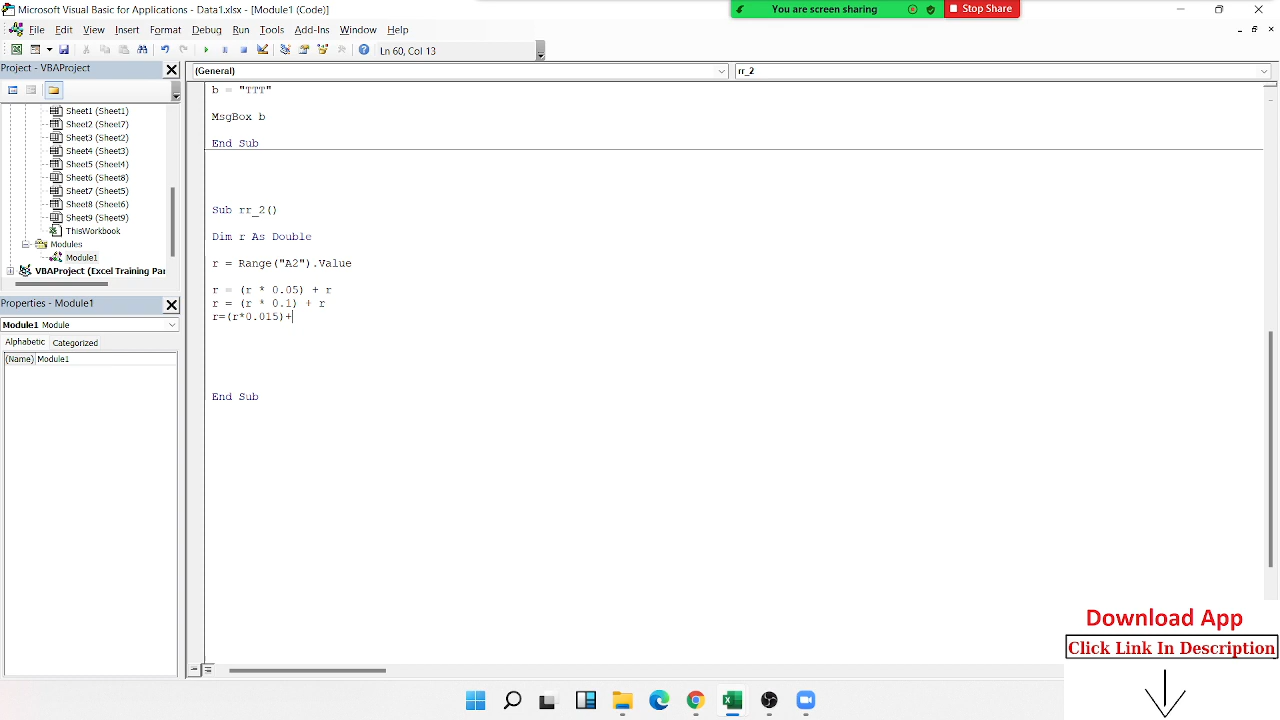 Microsoft Visual Basic for Applications - Data1.xlsx - [Module1 (Code)]
You are screen sharing
Stop Share
File Edit View Insert Format Debug Run Tools Add-Ins Window Help
Ln 60, Col 13
Project - VBAProject
(General)
rr_2
Sheet1 (Sheet1)
Sheet2 (Sheet7)
Sheet3 (Sheet2)
Sheet4 (Sheet3)
Sheet5 (Sheet4)
Sheet6 (Sheet8)
Sheet7 (Sheet5)
Sheet8 (Sheet6)
Sheet9 (Sheet9)
ThisWorkbook
Modules
Module1
VBAProject (Excel Training Par
Properties - Module1
Module1 Module
Alphabetic Categorized
(Name) Module1
b = "TTT"
MsgBox b
End Sub
Sub rr_2()
Dim r As Double
r = Range("A2").Value
r = (r * 0.05) + r
r = (r * 0.1) + r
r=(r*0.015)+
End Sub
Download App
Click Link In Description